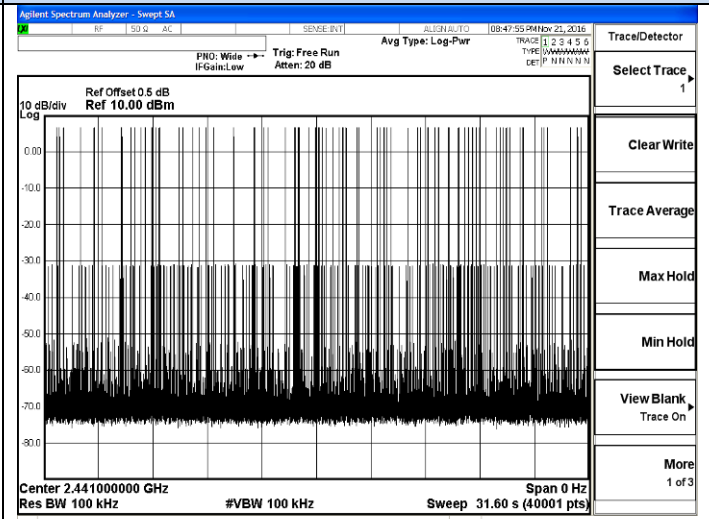 Agilent Spectrum Analyzer - Swept SA
RF 50 Ω AC SENSE:INT ALIGN AUTO 08:47:55 PM Nov 21, 2016
Avg Type: Log-Pwr TRACE 1 2 3 4 5 6
PNO: Wide Trig: Free Run TYPE
IFGain:Low Atten: 20 dB DET P N N N N N
Ref Offset 0.5 dB
10 dB/div Ref 10.00 dBm
Log
0.00
-10.0
-20.0
-30.0
-40.0
-50.0
-60.0
-70.0
-80.0
Center 2.441000000 GHz Span 0 Hz
Res BW 100 kHz #VBW 100 kHz Sweep 31.60 s (40001 pts)
Trace/Detector
Select Trace
1
Clear Write
Trace Average
Max Hold
Min Hold
View Blank
Trace On
More
1 of 3